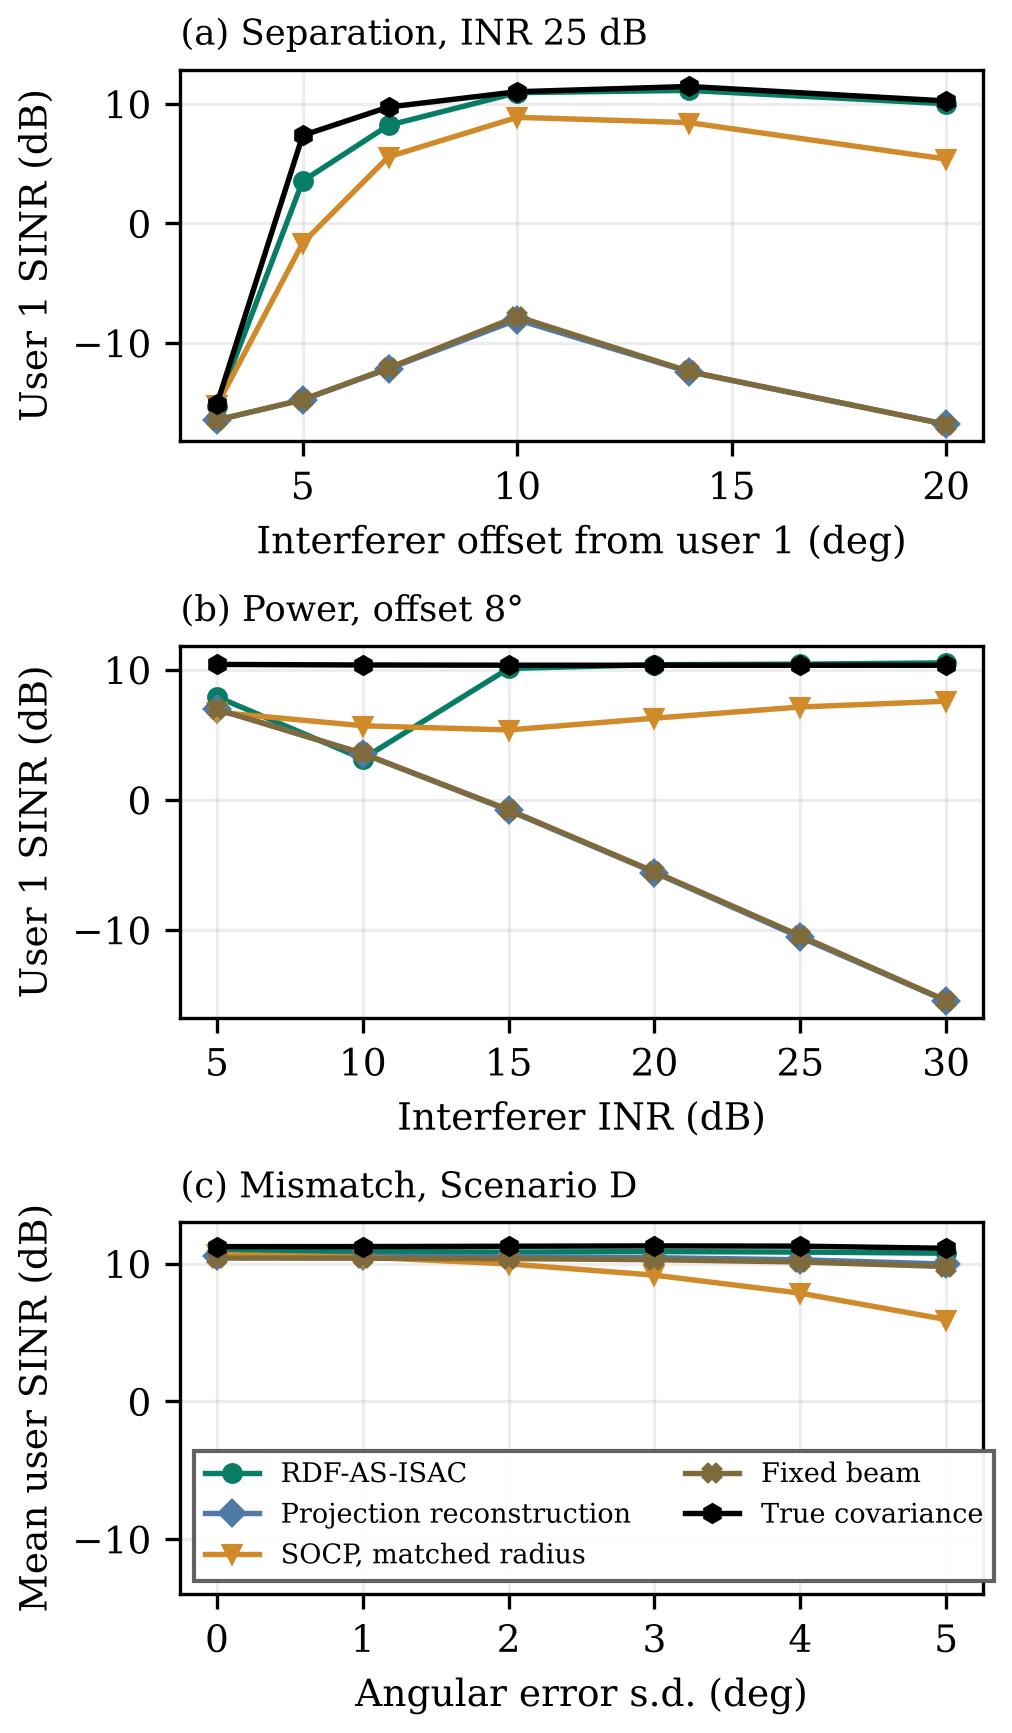 (a) Separation, INR 25 dB
User 1 SINR (dB)
10
0
−10
5 10 15 20
Interferer offset from user 1 (deg)
(b) Power, offset 8°
User 1 SINR (dB)
10
0
−10
5 10 15 20 25 30
Interferer INR (dB)
(c) Mismatch, Scenario D
Mean user SINR (dB)
10
0
−10
RDF-AS-ISAC
Projection reconstruction
SOCP, matched radius
Fixed beam
True covariance
0 1 2 3 4 5
Angular error s.d. (deg)